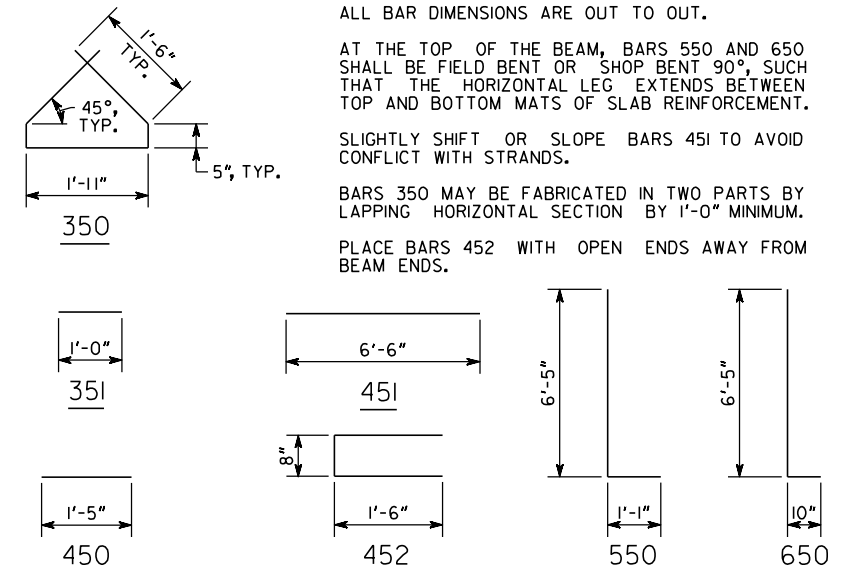 ALL BAR DIMENSIONS ARE OUT TO OUT.
AT THE TOP OF THE BEAM, BARS 550 AND 650
SHALL BE FIELD BENT OR SHOP BENT 90°, SUCH
THAT THE HORIZONTAL LEG EXTENDS BETWEEN
TOP AND BOTTOM MATS OF SLAB REINFORCEMENT.
SLIGHTLY SHIFT OR SLOPE BARS 451 TO AVOID
CONFLICT WITH STRANDS.
BARS 350 MAY BE FABRICATED IN TWO PARTS BY
LAPPING HORIZONTAL SECTION BY 1'-0" MINIMUM.
PLACE BARS 452 WITH OPEN ENDS AWAY FROM
BEAM ENDS.
1'-6"
TYP.
45°,
TYP.
5", TYP.
1'-11"
350
1'-0"
351
6'-6"
451
6'-5"
6'-5"
8"
1'-5"
450
1'-6"
452
1'-1"
550
10"
650